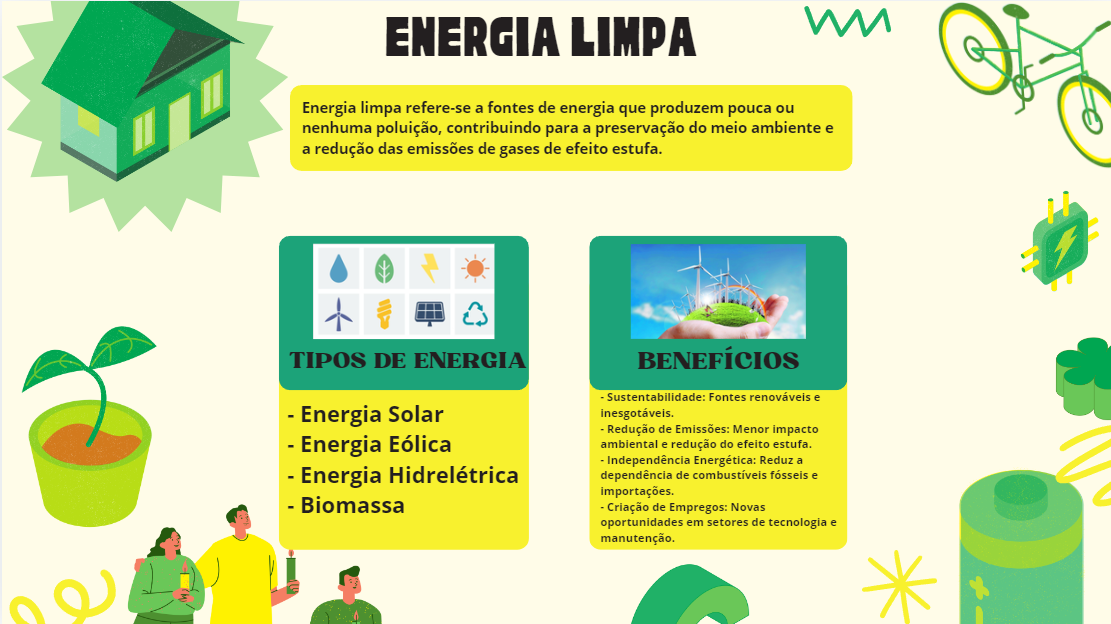 ENERGIA LIMPA
Energia limpa refere-se a fontes de energia que produzem pouca ou
nenhuma poluição, contribuindo para a preservação do meio ambiente e
a redução das emissões de gases de efeito estufa.
TIPOS DE ENERGIA
- Energia Solar
- Energia Eólica
- Energia Hidrelétrica
- Biomassa
BENEFÍCIOS
- Sustentabilidade: Fontes renováveis e
inesgotáveis.
- Redução de Emissões: Menor impacto
ambiental e redução do efeito estufa.
- Independência Energética: Reduz a
dependência de combustíveis fósseis e
importações.
- Criação de Empregos: Novas
oportunidades em setores de tecnologia e
manutenção.